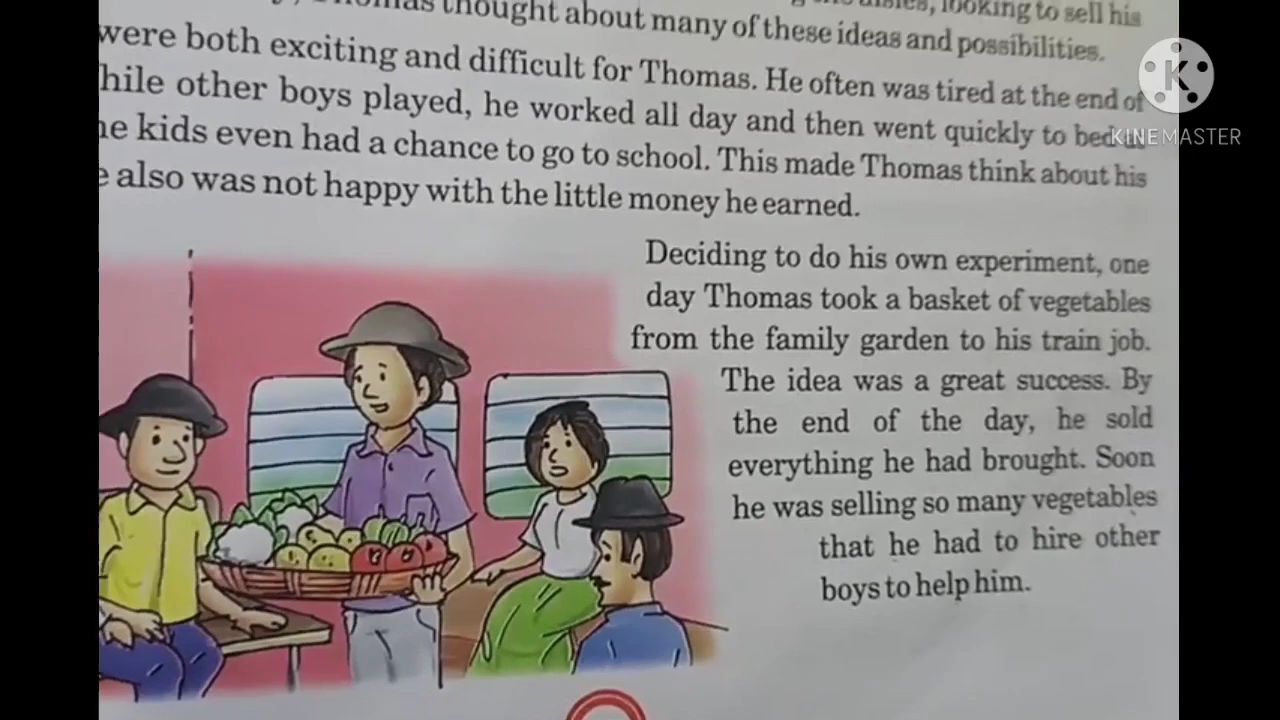 looking to sell his
thought about many of these ideas and possibilities.
were both exciting and difficult for Thomas. He often was tired at the end of
other boys played, he worked all day and then went quickly to
kids even had a chance to go to school. This made Thomas think about his
also was not happy with the little money he earned.
Deciding to do his own experiment, one
day Thomas took a basket of vegetables
from the family garden to his train job.
The idea was a great success. By
the end of the day, he sold
everything he had brought. Soon
he was selling so many vegetables
that he had to hire other
boys to help him.
K
KINEMASTER